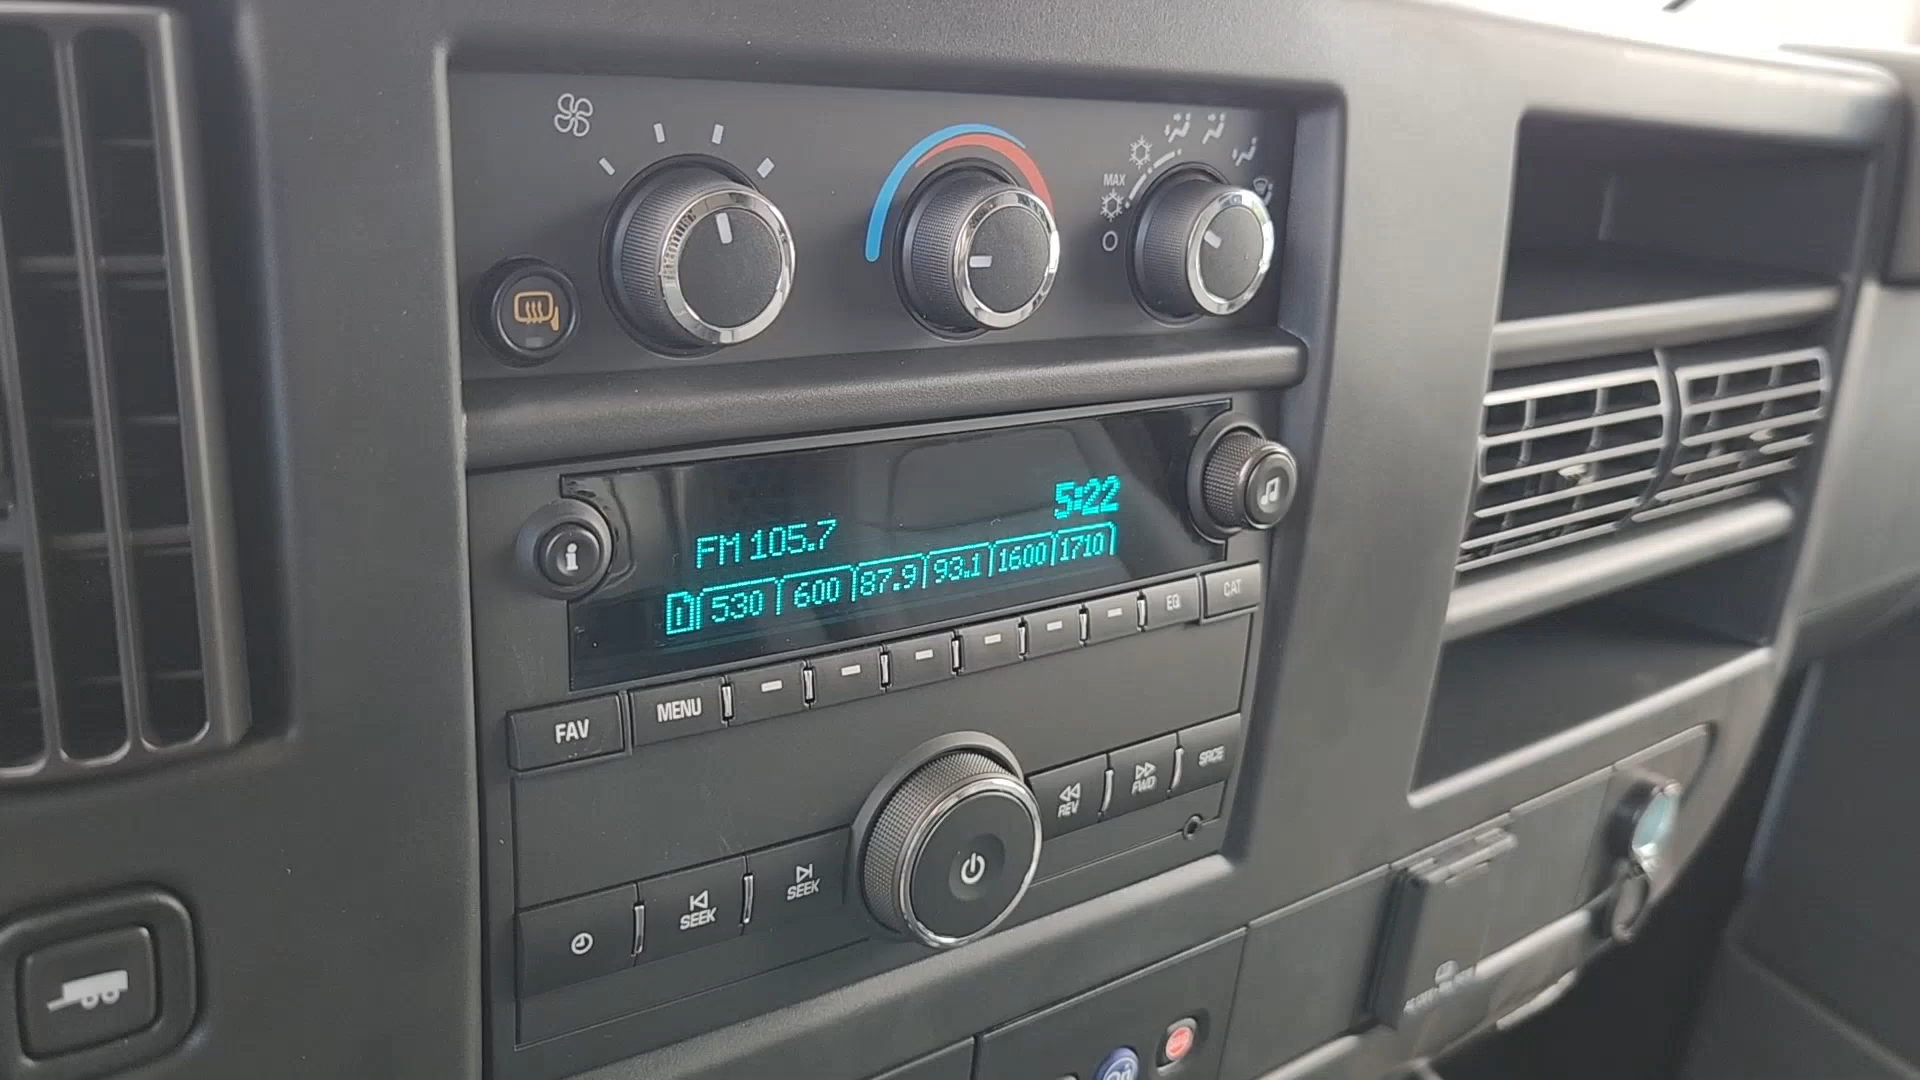 MAX
FM 105.7
5:22
1 530 600 87.9 93.1 1600 1710
FAV
MENU
EQ
CAT
SEEK
SEEK
REV
FWD
SRCE